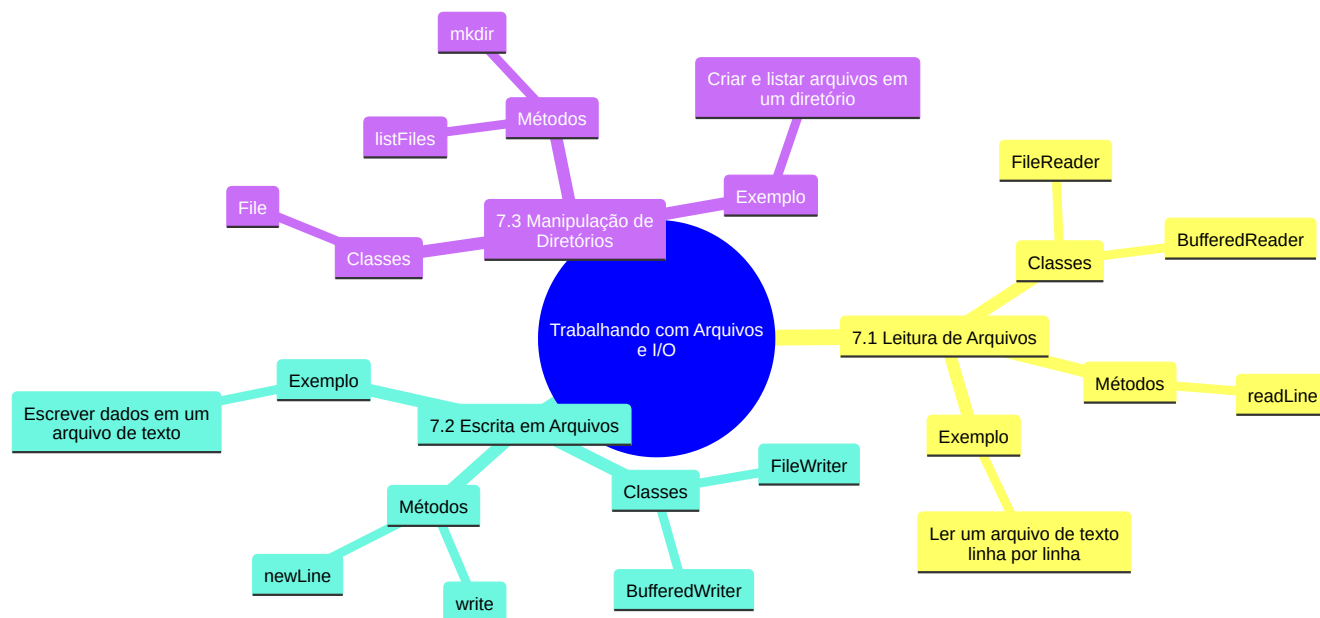 Trabalhando com Arquivos
e I/O
7.1 Leitura de Arquivos
Classes
FileReader
BufferedReader
Métodos
readLine
Exemplo
Ler um arquivo de texto
linha por linha
7.2 Escrita em Arquivos
Classes
FileWriter
BufferedWriter
Métodos
write
newLine
Exemplo
Escrever dados em um
arquivo de texto
7.3 Manipulação de
Diretórios
Classes
File
Métodos
listFiles
mkdir
Exemplo
Criar e listar arquivos em
um diretório